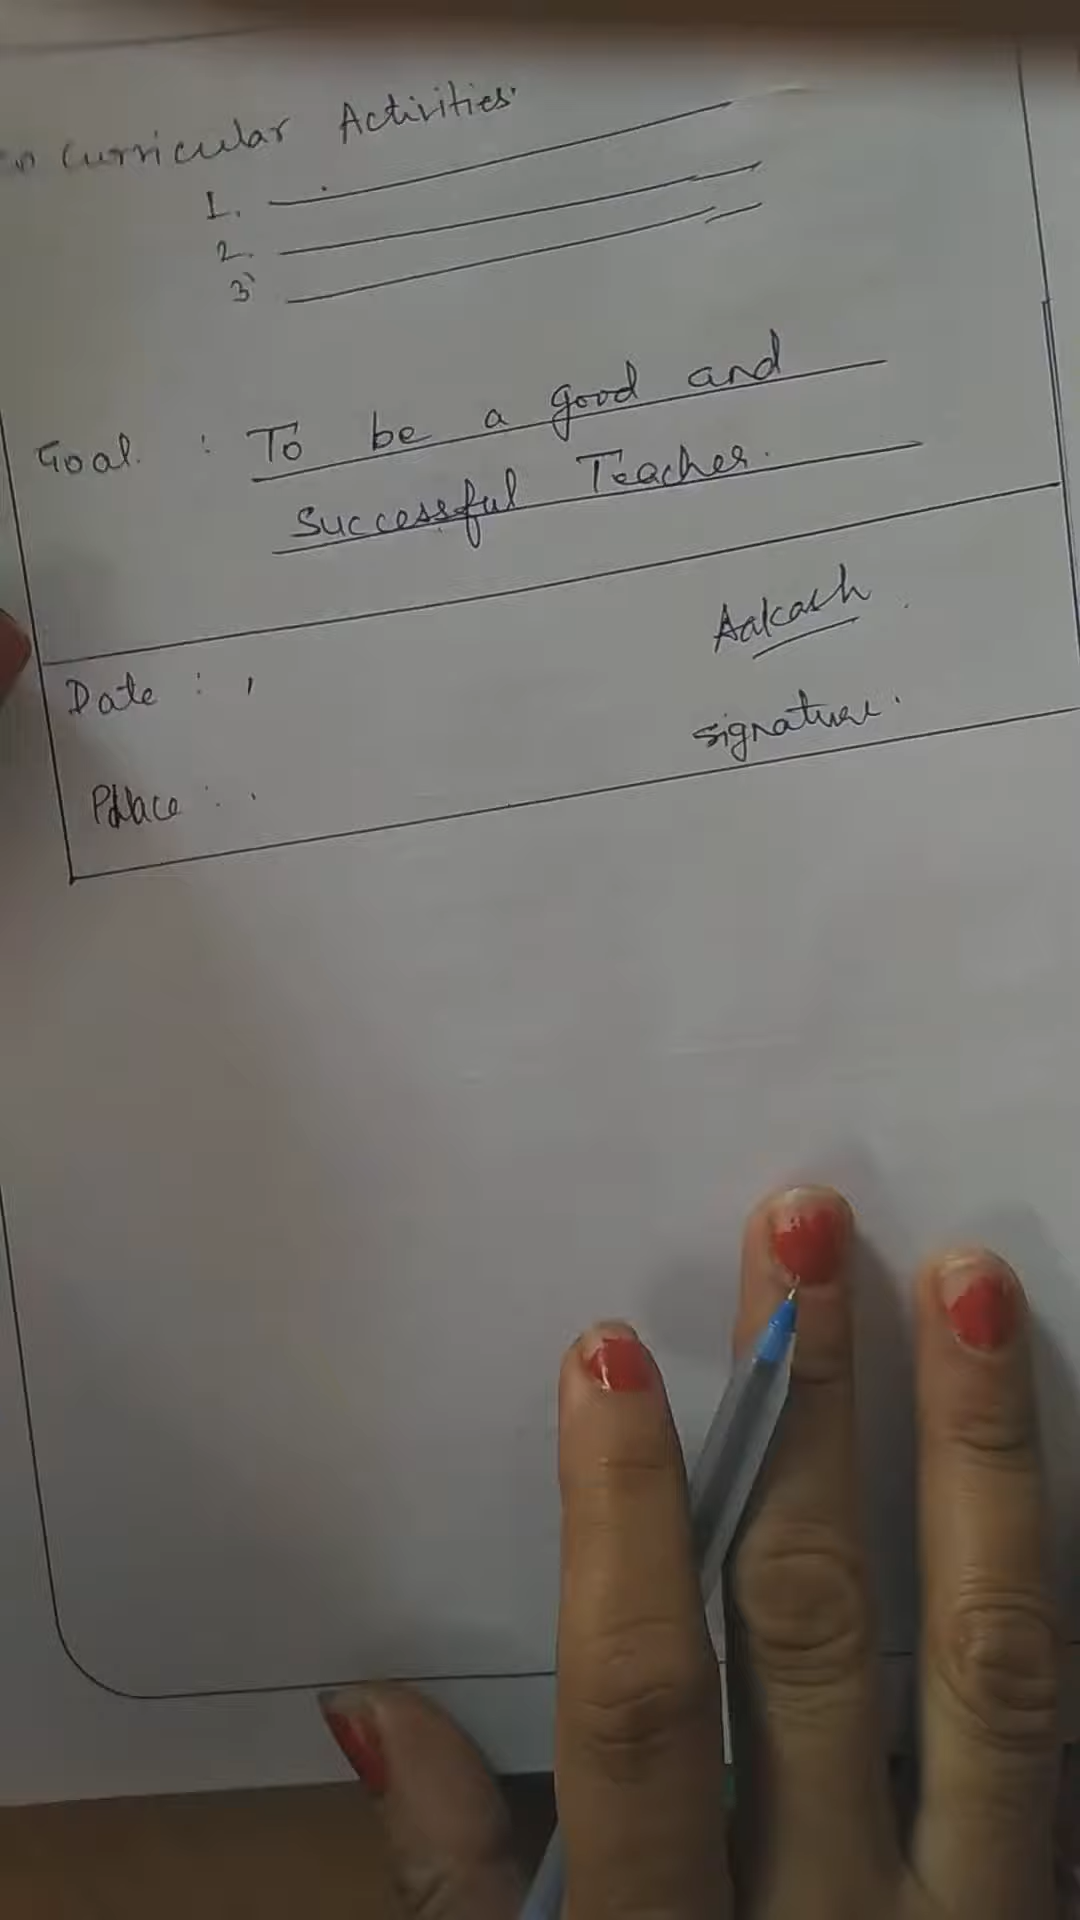 Curricular Activities
1.
2.
3
Goal : To be a good and
Successful Teacher.
Aakash
Date :
signature.
Place :